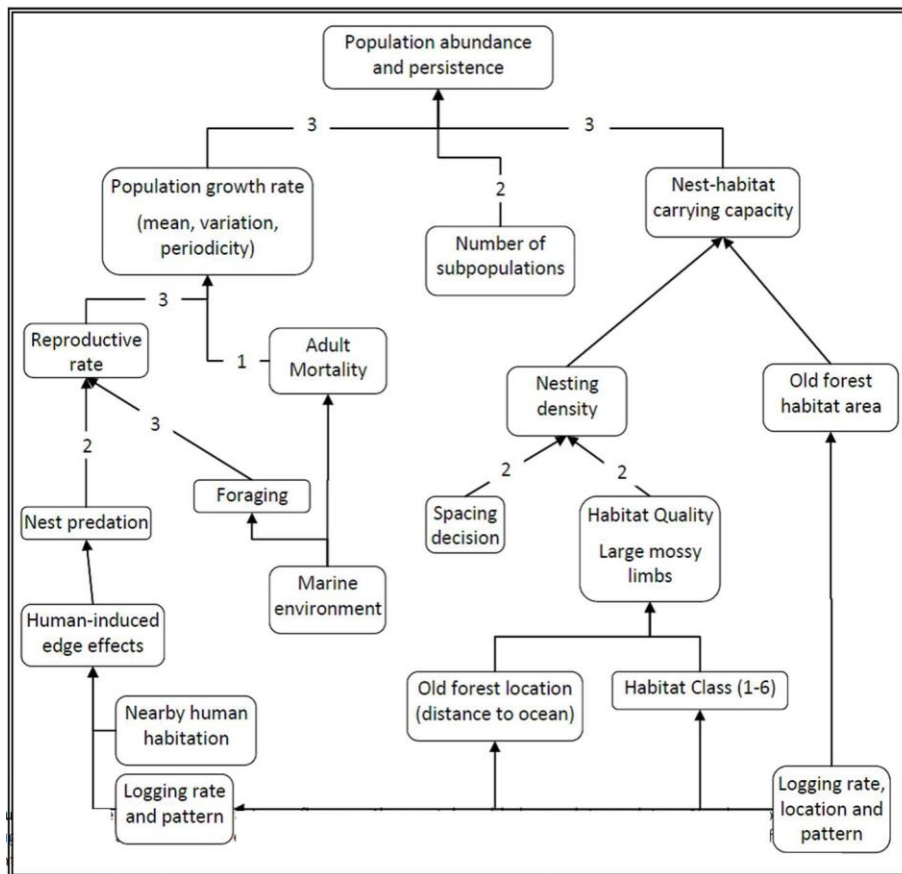 Population abundance
and persistence
3
3
2
Population growth rate
(mean, variation,
periodicity)
Number of
subpopulations
Nest-habitat
carrying capacity
3
1
Reproductive
rate
Adult
Mortality
Nesting
density
Old forest
habitat area
2
3
2
2
Nest predation
Foraging
Spacing
decision
Habitat Quality
Large mossy
limbs
Human-induced
edge effects
Marine
environment
Old forest location
(distance to ocean)
Habitat Class (1-6)
Nearby human
habitation
Logging rate
and pattern
Logging rate,
location and
pattern